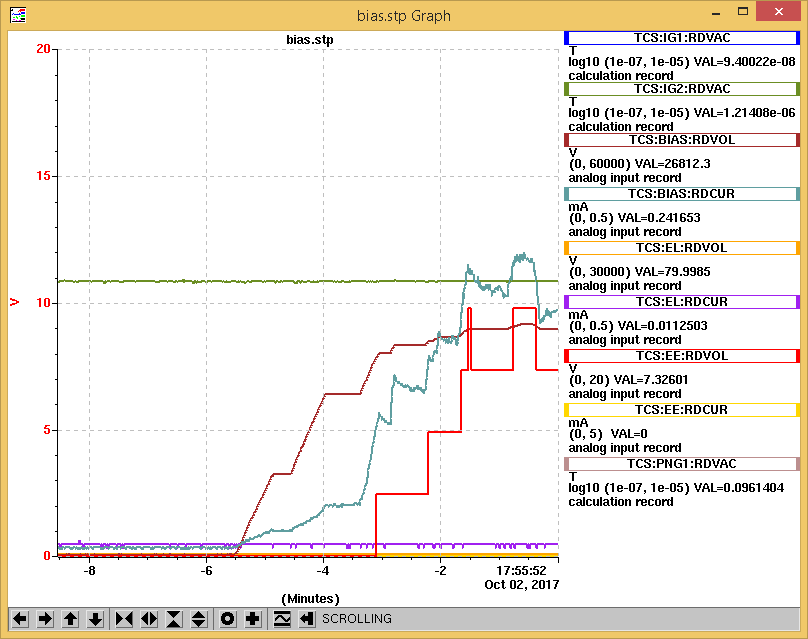 bias.stp Graph
bias.stp
20
15
10
5
0
V
-8
-6
-4
-2
17:55:52
Oct 02, 2017
(Minutes)
TCS:IG1:RDVAC
T
log10 (1e-07, 1e-05) VAL=9.40022e-08
calculation record
TCS:IG2:RDVAC
T
log10 (1e-07, 1e-05) VAL=1.21408e-06
calculation record
TCS:BIAS:RDVOL
V
(0, 60000) VAL=26812.3
analog input record
TCS:BIAS:RDCUR
mA
(0, 0.5) VAL=0.241653
analog input record
TCS:EL:RDVOL
V
(0, 30000) VAL=79.9985
analog input record
TCS:EL:RDCUR
mA
(0, 0.5) VAL=0.0112503
analog input record
TCS:EE:RDVOL
V
(0, 20) VAL=7.32601
analog input record
TCS:EE:RDCUR
mA
(0, 5) VAL=0
analog input record
TCS:PNG1:RDVAC
T
log10 (1e-07, 1e-05) VAL=0.0961404
calculation record
SCROLLING